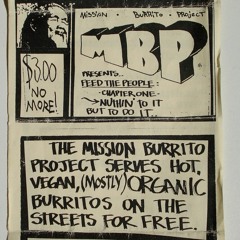 MISSION • BURRITO • PROJECT
MBP
$3.00
NO
MORE!
PRESENTS...
FEED THE PEOPLE:
-CHAPTER ONE-
→ NUTHIN' TO IT
BUT TO DO IT..
THE MISSION BURRITO
PROJECT SERVES HOT,
VEGAN, (MOSTLY) ORGANIC
BURRITOS ON THE
STREETS FOR FREE.